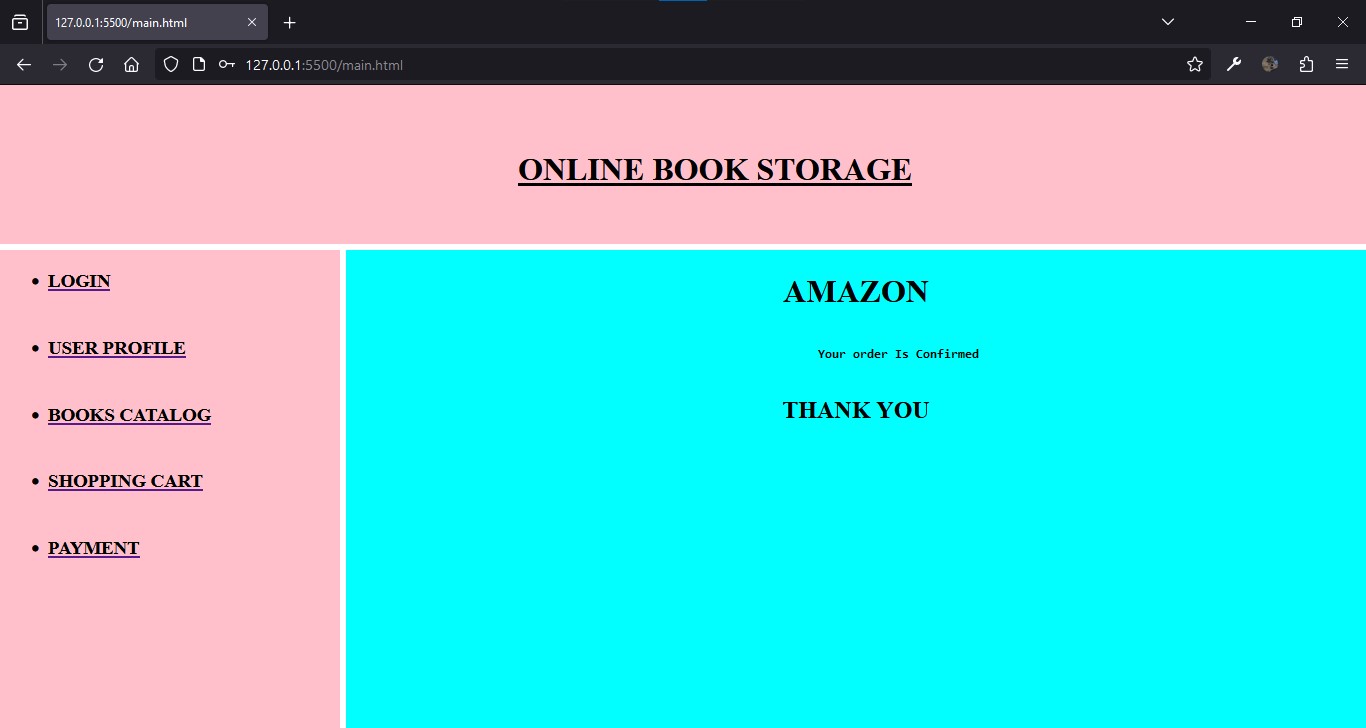 127.0.0.1:5500/main.html
127.0.0.1:5500/main.html
ONLINE BOOK STORAGE
LOGIN
USER PROFILE
BOOKS CATALOG
SHOPPING CART
PAYMENT
AMAZON
Your order Is Confirmed
THANK YOU